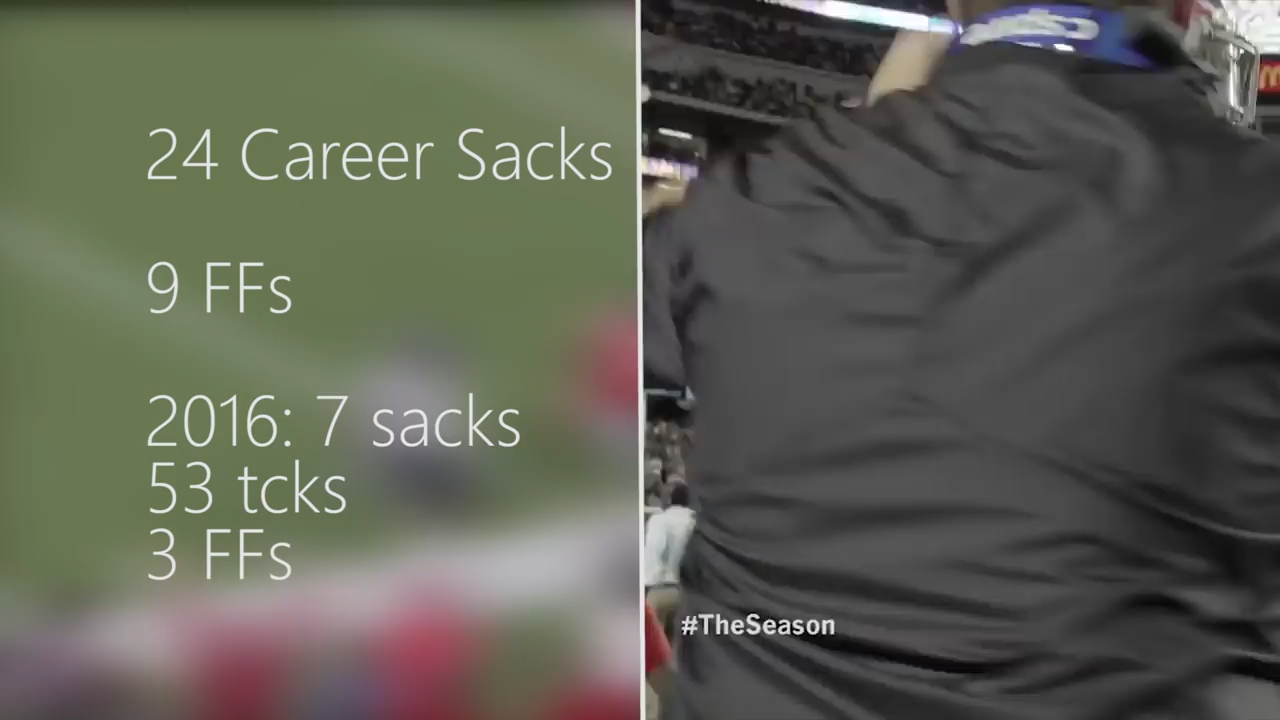 24 Career Sacks
9 FFs
2016: 7 sacks
53 tcks
3 FFs
#TheSeason